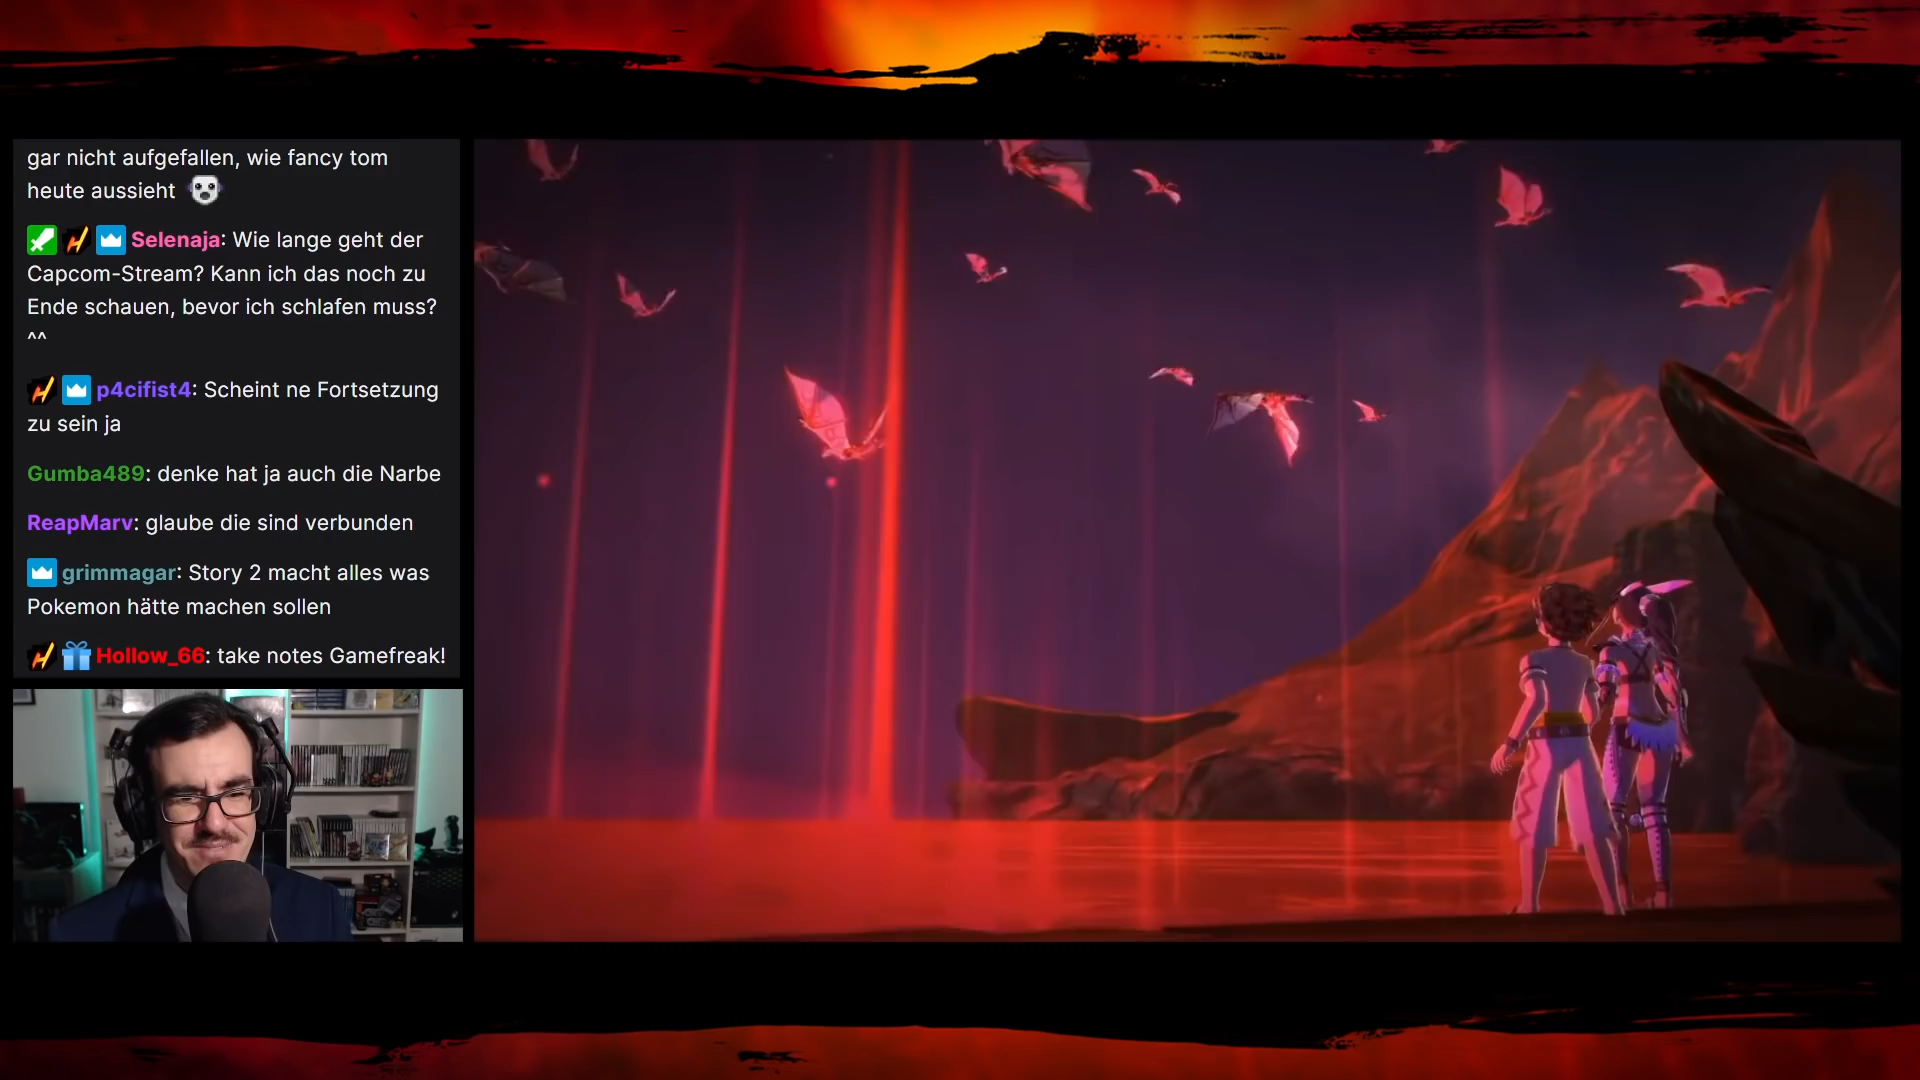 gar nicht aufgefallen, wie fancy tom
heute aussieht
Selenaja: Wie lange geht der
Capcom-Stream? Kann ich das noch zu
Ende schauen, bevor ich schlafen muss?
^^
p4cifist4: Scheint ne Fortsetzung
zu sein ja
Gumba489: denke hat ja auch die Narbe
ReapMarv: glaube die sind verbunden
grimmagar: Story 2 macht alles was
Pokemon hätte machen sollen
Hollow_66: take notes Gamefreak!